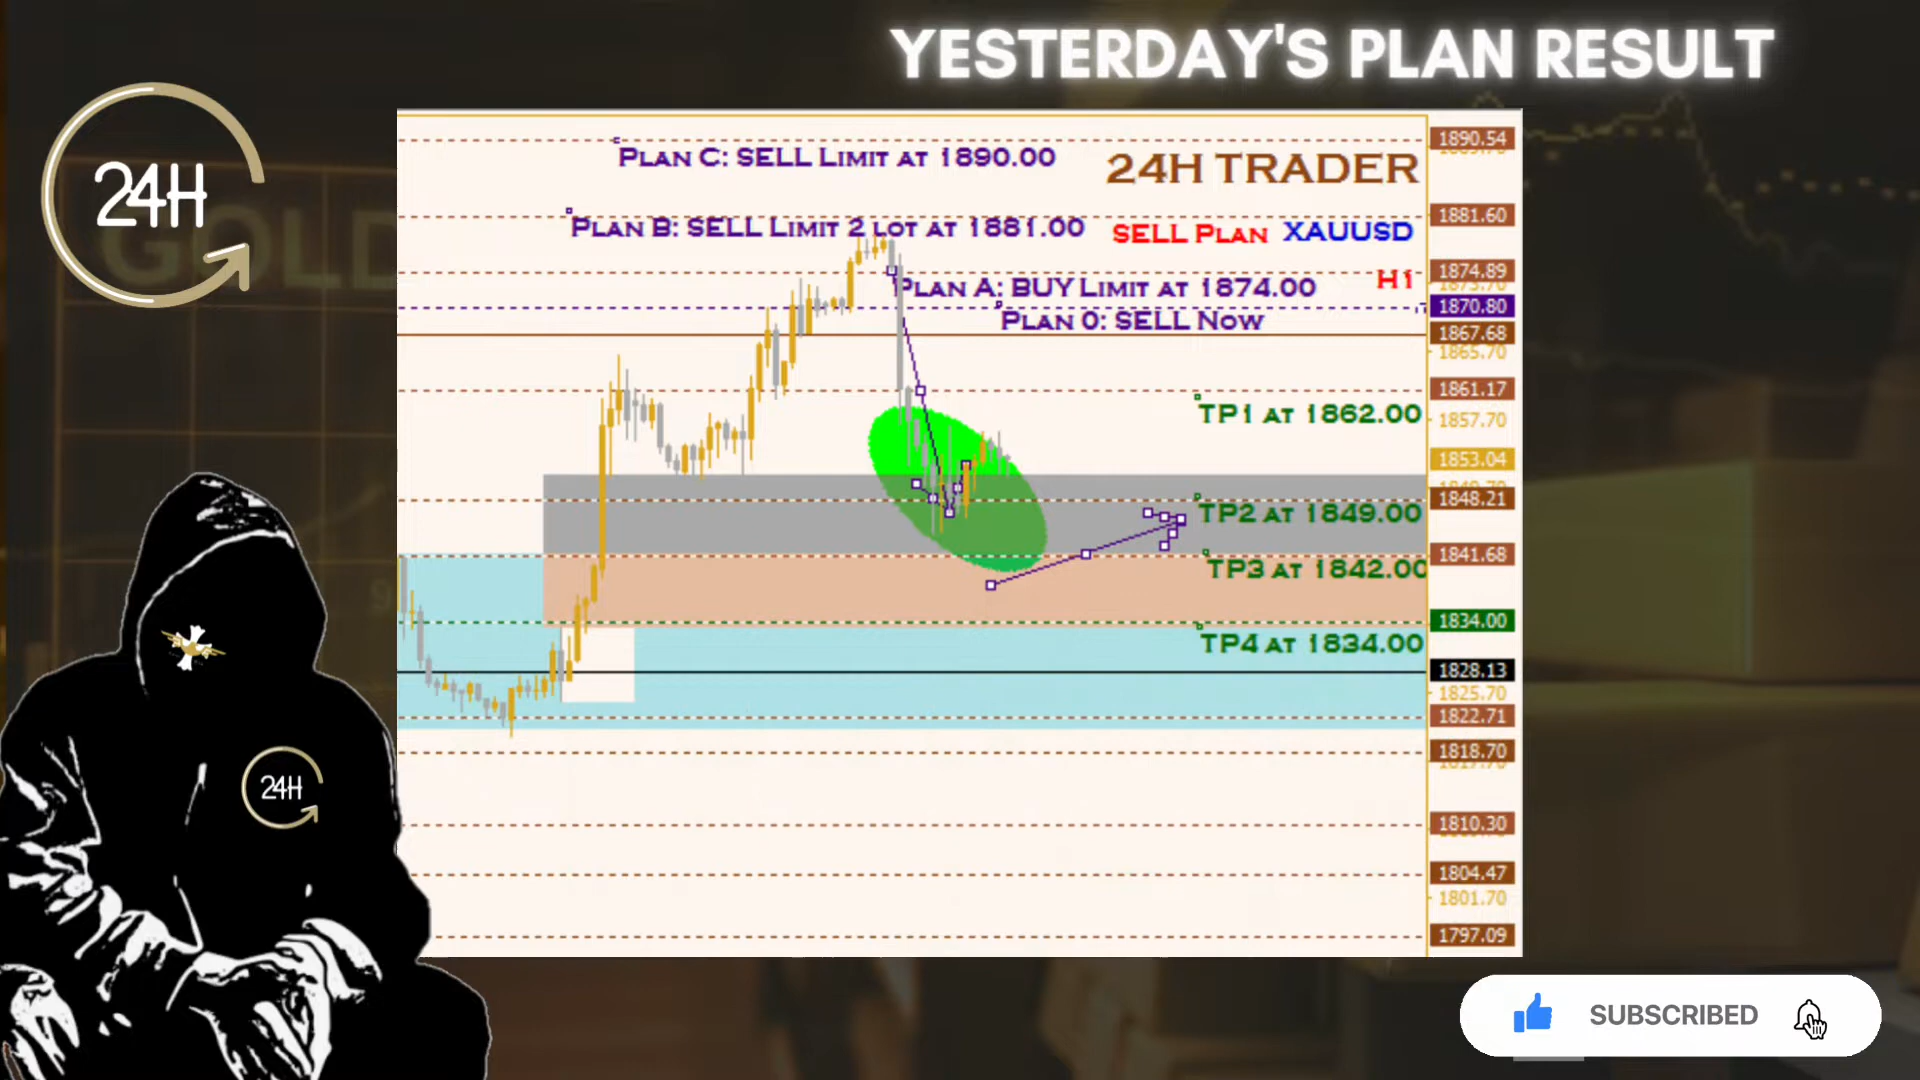 YESTERDAY'S PLAN RESULT
24H
GOLD
1890.54
PLAN C: SELL LIMIT AT 1890.00
24H TRADER
1881.60
PLAN B: SELL LIMIT 2 LOT AT 1881.00
SELL PLAN XAUUSD
1874.89
H1
PLAN A: BUY LIMIT AT 1874.00
1870.80
PLAN 0: SELL NOW
1867.68
1865.70
1861.17
TP1 AT 1862.00
1857.70
1853.04
1848.21
TP2 AT 1849.00
1841.68
TP3 AT 1842.00
1834.00
TP4 AT 1834.00
1828.13
1825.70
1822.71
1818.70
1810.30
1804.47
1801.70
1797.09
24H
SUBSCRIBED